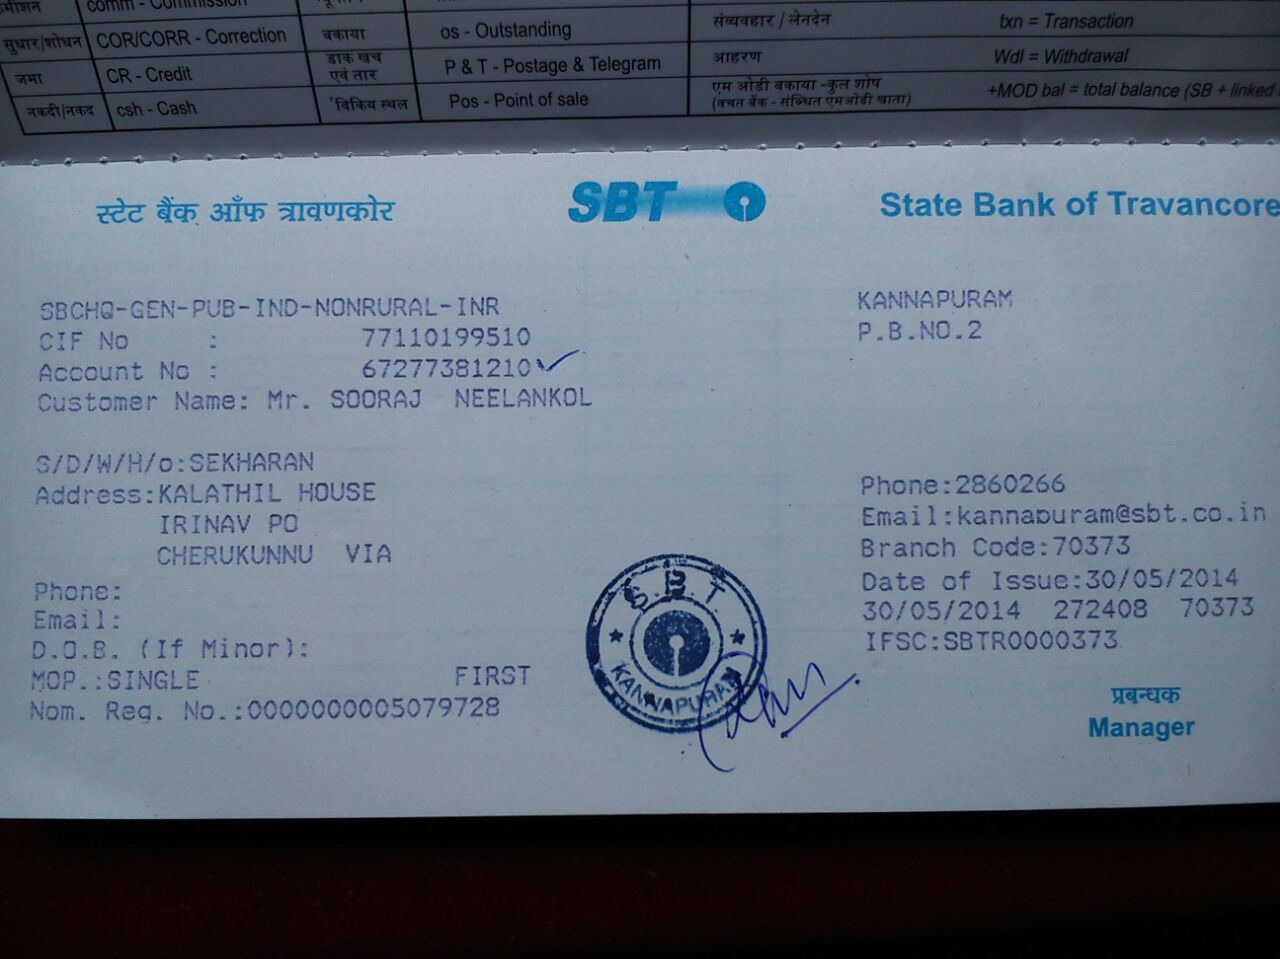 comm - Commission
सुधार/शोधन COR/CORR - Correction बकाया os - Outstanding संव्यवहार / लेनदेन txn = Transaction
जमा CR - Credit डाक खच एवं तार P & T - Postage & Telegram आहरण Wdl = Withdrawal
नकदी/नकद csh - Cash विकिय स्थल Pos - Point of sale एम ओडी बकाया -कुल शोष +MOD bal = total balance (SB + linked
(वचत बैंक - संब्धित एमओडी खाता)
स्टेट बैंक ऑफ त्रावणकोर SBT State Bank of Travancore
SBCHQ-GEN-PUB-IND-NONRURAL-INR KANNAPURAM
CIF No : 77110199510 P.B.NO.2
Account No : 67277381210
Customer Name: Mr. SOORAJ NEELANKOL
S/D/W/H/o:SEKHARAN
Address:KALATHIL HOUSE Phone:2860266
IRINAV PO Email:kannapuram@sbt.co.in
CHERUKUNNU VIA Branch Code:70373
Phone: Date of Issue:30/05/2014
Email: 30/05/2014 272408 70373
D.O.B. (If Minor): IFSC:SBTR0000373
MOP.:SINGLE FIRST
Nom. Reg. No.:0000000005079728
S.B.T
KANNAPURAM
प्रबन्धक
Manager